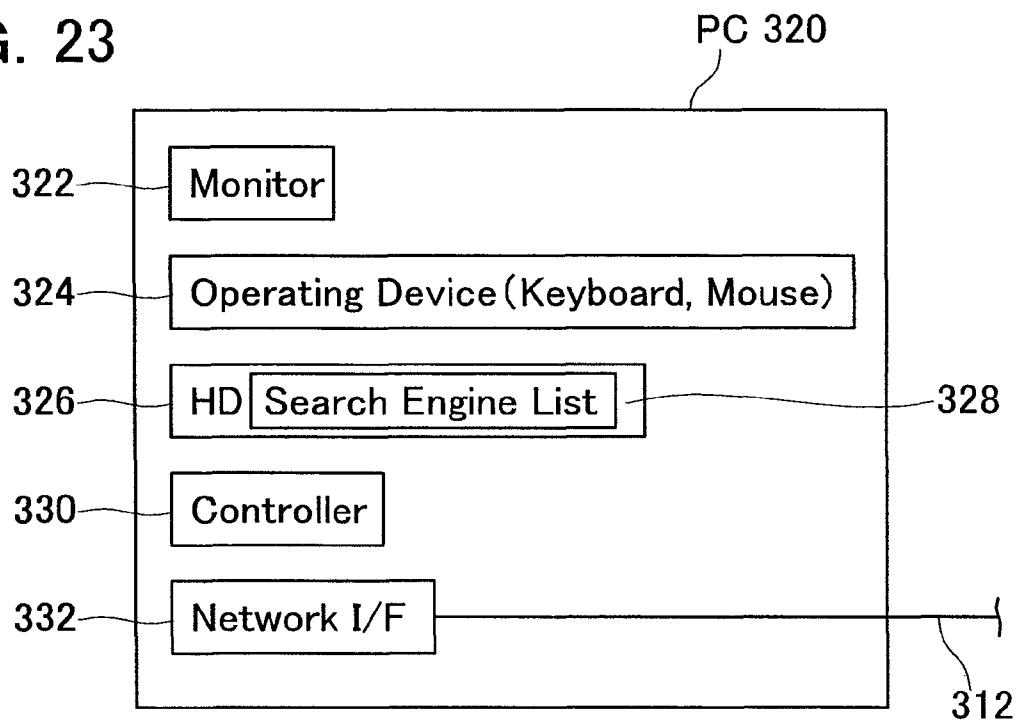 G. 23
PC 320
322 Monitor
324 Operating Device (Keyboard, Mouse)
326 HD Search Engine List 328
330 Controller
332 Network I/F
312